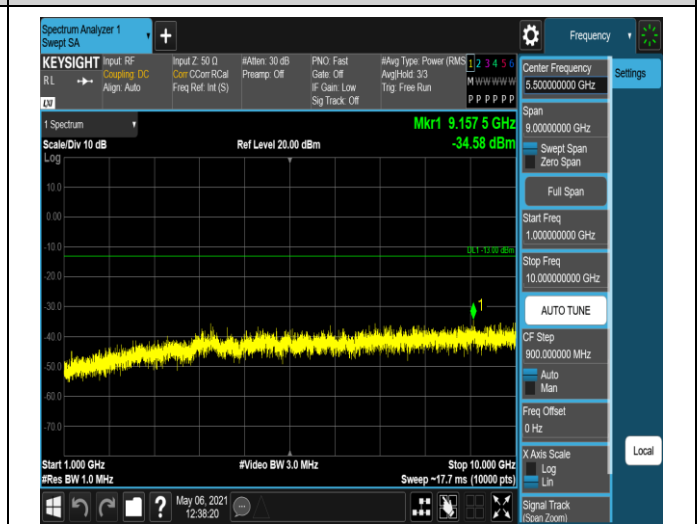 Spectrum Analyzer 1
Swept SA
Frequency
KEYSIGHT
RL
LXI
Input: RF
Coupling: DC
Align: Auto
Input Z: 50 Ω
Corr CCorr RCal
Freq Ref: Int (S)
#Atten: 30 dB
Preamp: Off
PNO: Fast
Gate: Off
IF Gain: Low
Sig Track: Off
#Avg Type: Power (RMS
Avg|Hold: 3/3
Trig: Free Run
1 2 3 4 5 6
M W W W W W
P P P P P P
1 Spectrum
Mkr1 9.157 5 GHz
Scale/Div 10 dB
Ref Level 20.00 dBm
-34.58 dBm
Log
10.0
0.00
DL1 -13.00 dBm
-10.0
-20.0
-30.0
1
-40.0
-50.0
-60.0
-70.0
Start 1.000 GHz
#Video BW 3.0 MHz
Stop 10.000 GHz
#Res BW 1.0 MHz
Sweep ~17.7 ms (10000 pts)
?
May 06, 2021
12:38:20
Center Frequency
5.50000000 GHz
Settings
Span
9.00000000 GHz
Swept Span
Zero Span
Full Span
Start Freq
1.000000000 GHz
Stop Freq
10.000000000 GHz
AUTO TUNE
CF Step
900.000000 MHz
Auto
Man
Freq Offset
0 Hz
X Axis Scale
Log
Lin
Local
Signal Track
(Span Zoom)